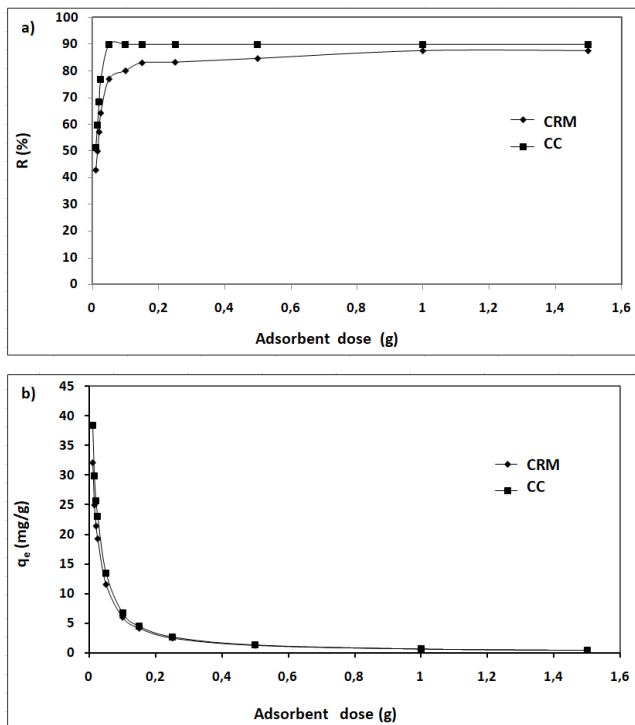 a)
R (%)
100
90
80
70
60
50
40
30
20
10
0
0 0,2 0,4 0,6 0,8 1 1,2 1,4 1,6
Adsorbent dose (g)
CRM
CC
b)
qe (mg/g)
45
40
35
30
25
20
15
10
5
0
0 0,2 0,4 0,6 0,8 1 1,2 1,4 1,6
Adsorbent dose (g)
CRM
CC